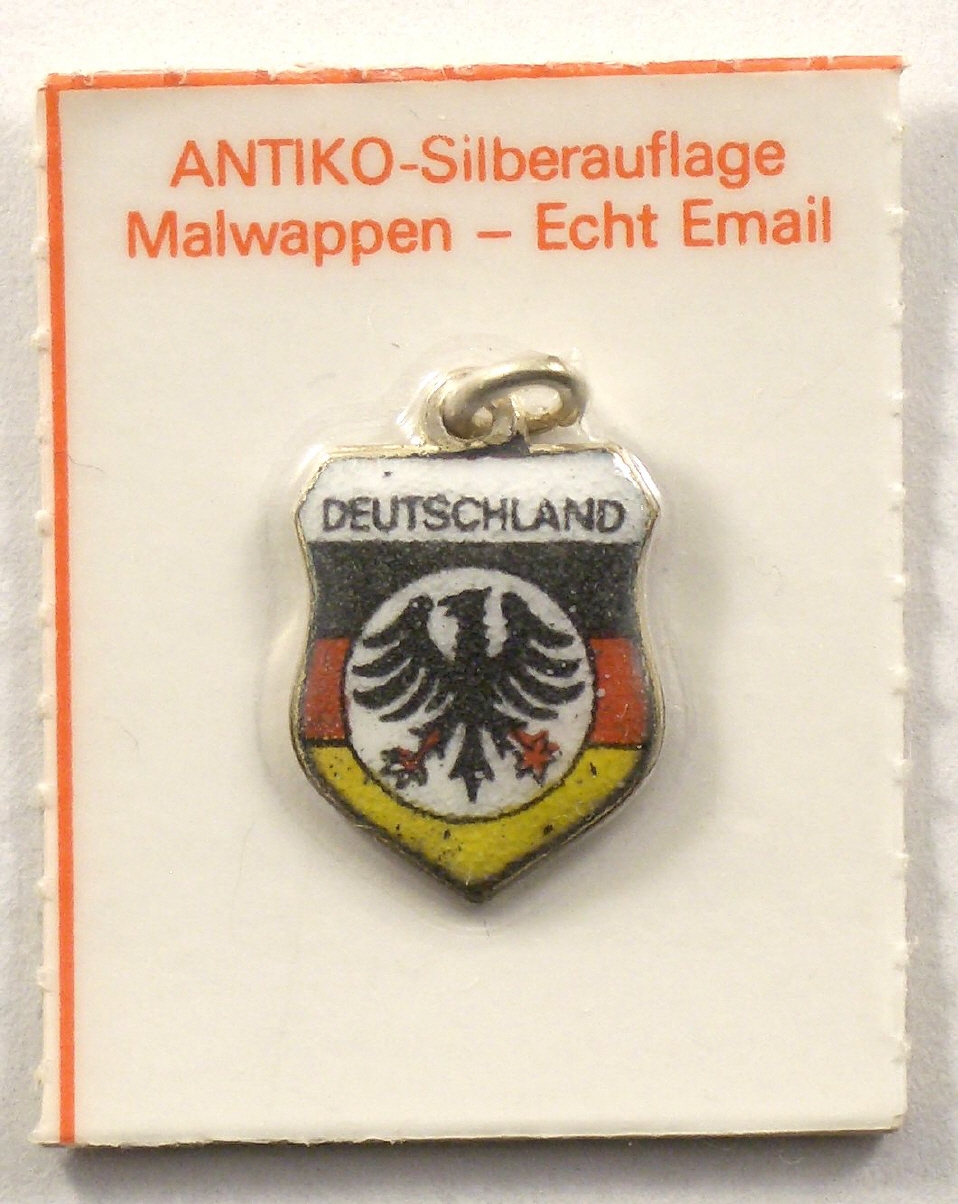 ANTIKO-Silberauflage
Malwappen – Echt Email
DEUTSCHLAND